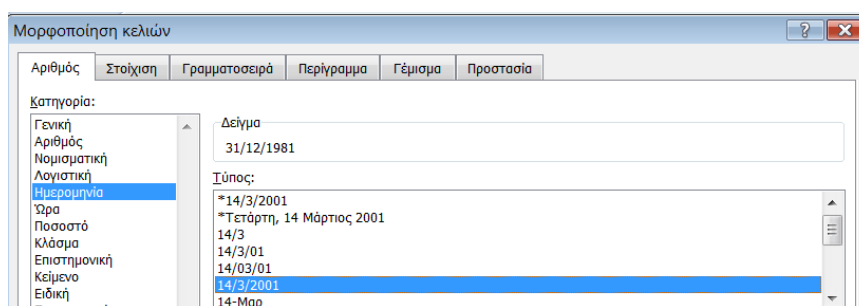 Μορφοποίηση κελιών
Αριθμός Στοίχιση Γραμματοσειρά Περίγραμμα Γέμισμα Προστασία
Κατηγορία:
Γενική
Αριθμός
Νομισματική
Λογιστική
Ημερομηνία
Ώρα
Ποσοστό
Κλάσμα
Επιστημονική
Κείμενο
Ειδική
Δείγμα
31/12/1981
Τύπος:
*14/3/2001
*Τετάρτη, 14 Μάρτιος 2001
14/3
14/3/01
14/03/01
14/3/2001
14-Μαρ